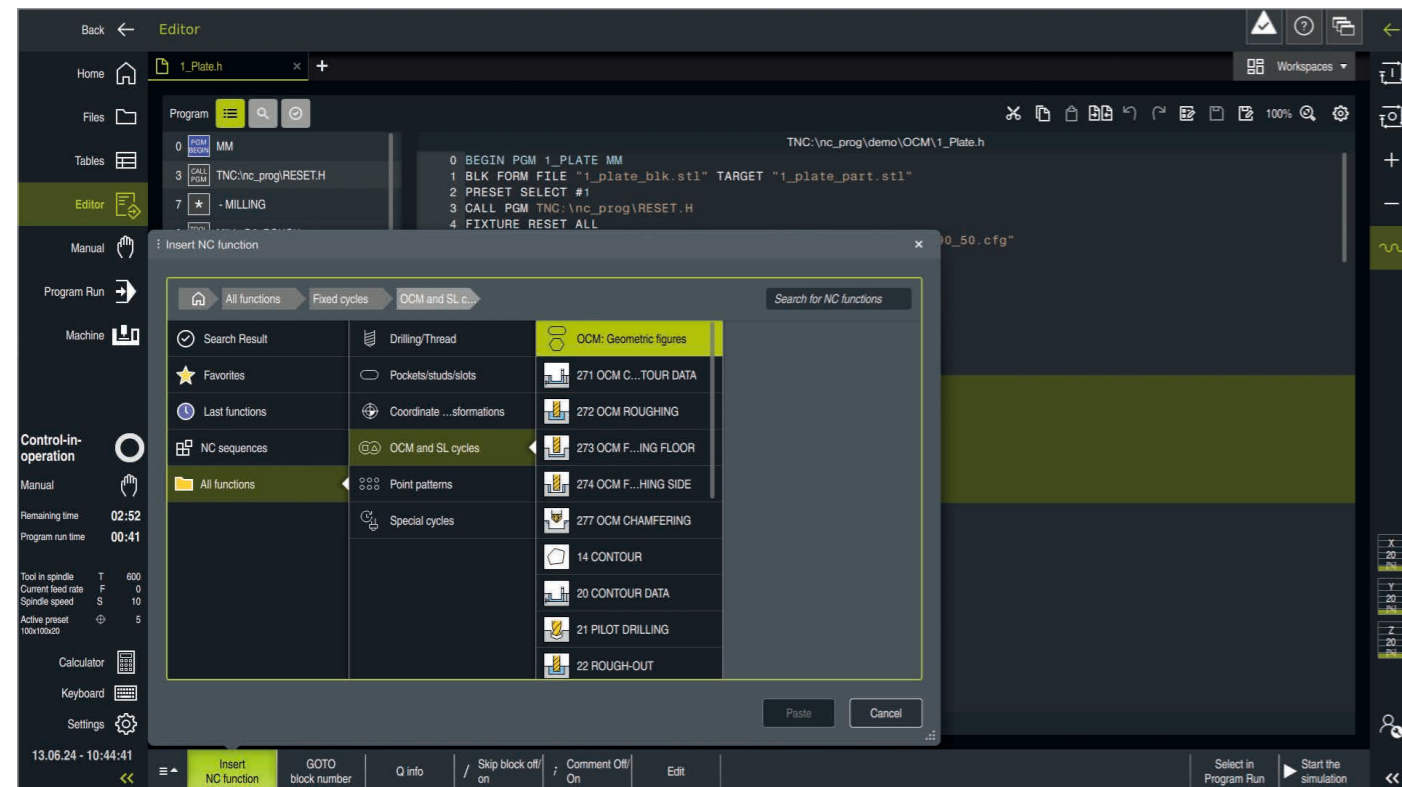 Back
Editor
Home
1_Plate.h
Workspaces
Files
Program
100%
TNC:\nc_prog\demo\OCM\1_Plate.h
0 PGM BEGIN MM
3 CALL PGM TNC:\nc_prog\RESET.H
7 * - MILLING
0 BEGIN PGM 1_PLATE MM
1 BLK FORM FILE "1_plate_blk.stl" TARGET "1_plate_part.stl"
2 PRESET SELECT #1
3 CALL PGM TNC:\nc_prog\RESET.H
4 FIXTURE RESET ALL
0_50.cfg"
Tables
Editor
Manual
Program Run
Machine
Insert NC function
All functions
Fixed cycles
OCM and SL c...
Search for NC functions
Search Result
Favorites
Last functions
NC sequences
All functions
Drilling/Thread
Pockets/studs/slots
Coordinate ...sformations
OCM and SL cycles
Point patterns
Special cycles
OCM: Geometric figures
271 OCM C...TOUR DATA
272 OCM ROUGHING
273 OCM F...ING FLOOR
274 OCM F...HING SIDE
277 OCM CHAMFERING
14 CONTOUR
20 CONTOUR DATA
21 PILOT DRILLING
22 ROUGH-OUT
Paste
Cancel
Control-in-
operation
Manual
Remaining time 02:52
Program run time 00:41
Tool in spindle T 600
Current feed rate F 0
Spindle speed S 10
Active preset 5
100x100x20
Calculator
Keyboard
Settings
13.06.24 - 10:44:41
X
20
Y
20
Z
20
Insert
NC function
GOTO
block number
Q info
/ Skip block off/
on
; Comment Off/
On
Edit
Select in
Program Run
Start the
simulation